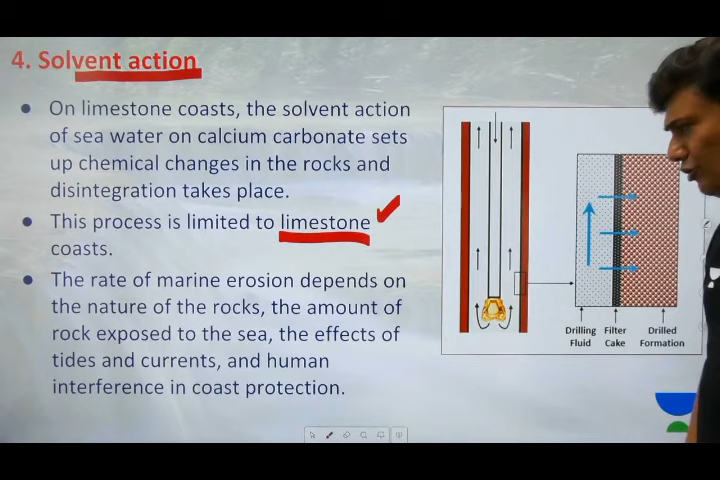 4. Solvent action
On limestone coasts, the solvent action
of sea water on calcium carbonate sets
up chemical changes in the rocks and
disintegration takes place.
This process is limited to limestone
coasts.
The rate of marine erosion depends on
the nature of the rocks, the amount of
rock exposed to the sea, the effects of
tides and currents, and human
interference in coast protection.
Drilling Fluid
Filter Cake
Drilled Formation